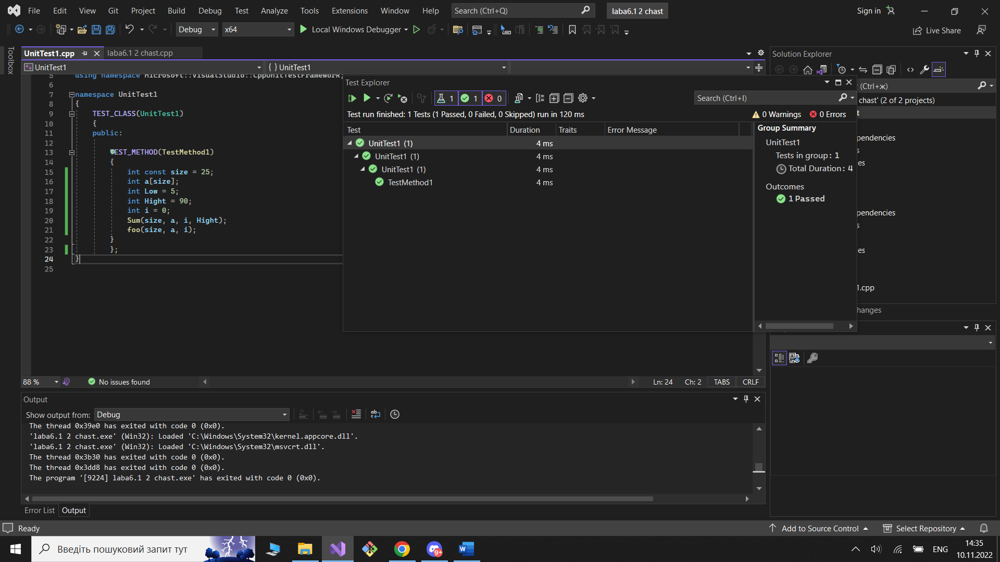 File Edit View Git Project Build Debug Test Analyze Tools Extensions Window Help Search (Ctrl+Q) laba6.1 2 chast Sign in
Debug x64 Local Windows Debugger Live Share
Toolbox
UnitTest1.cpp laba6.1 2 chast.cpp
UnitTest1 { } UnitTest1
5 using namespace Microsoft::VisualStudio::CppUnitTestFramework;
6
7 namespace UnitTest1
8 {
9 TEST_CLASS(UnitTest1)
10 {
11 public:
12
13 TEST_METHOD(TestMethod1)
14 {
15 int const size = 25;
16 int a[size];
17 int Low = 5;
18 int Hight = 90;
19 int i = 0;
20 Sum(size, a, i, Hight);
21 foo(size, a, i);
22 }
23 };
24 }
25
88 % No issues found Ln: 24 Ch: 2 TABS CRLF
Test Explorer
1 1 0 Search (Ctrl+I)
Test run finished: 1 Tests (1 Passed, 0 Failed, 0 Skipped) run in 120 ms 0 Warnings 0 Errors
Test Duration Traits Error Message
UnitTest1 (1) 4 ms
UnitTest1 (1) 4 ms
UnitTest1 (1) 4 ms
TestMethod1 4 ms
Group Summary
UnitTest1
Tests in group: 1
Total Duration: 4
Outcomes
1 Passed
Solution Explorer
(Ctrl+ж)
chast' (2 of 2 projects)
t
pendencies
s
es
pendencies
s
es
1.cpp
hanges
Output
Show output from: Debug
The thread 0x39e0 has exited with code 0 (0x0).
'laba6.1 2 chast.exe' (Win32): Loaded 'C:\Windows\System32\kernel.appcore.dll'.
'laba6.1 2 chast.exe' (Win32): Loaded 'C:\Windows\System32\msvcrt.dll'.
The thread 0x3b30 has exited with code 0 (0x0).
The thread 0x3dd8 has exited with code 0 (0x0).
The program '[9224] laba6.1 2 chast.exe' has exited with code 0 (0x0).
Error List Output
Ready Add to Source Control Select Repository
Введіть пошуковий запит тут 9+ ENG 14:35
10.11.2022